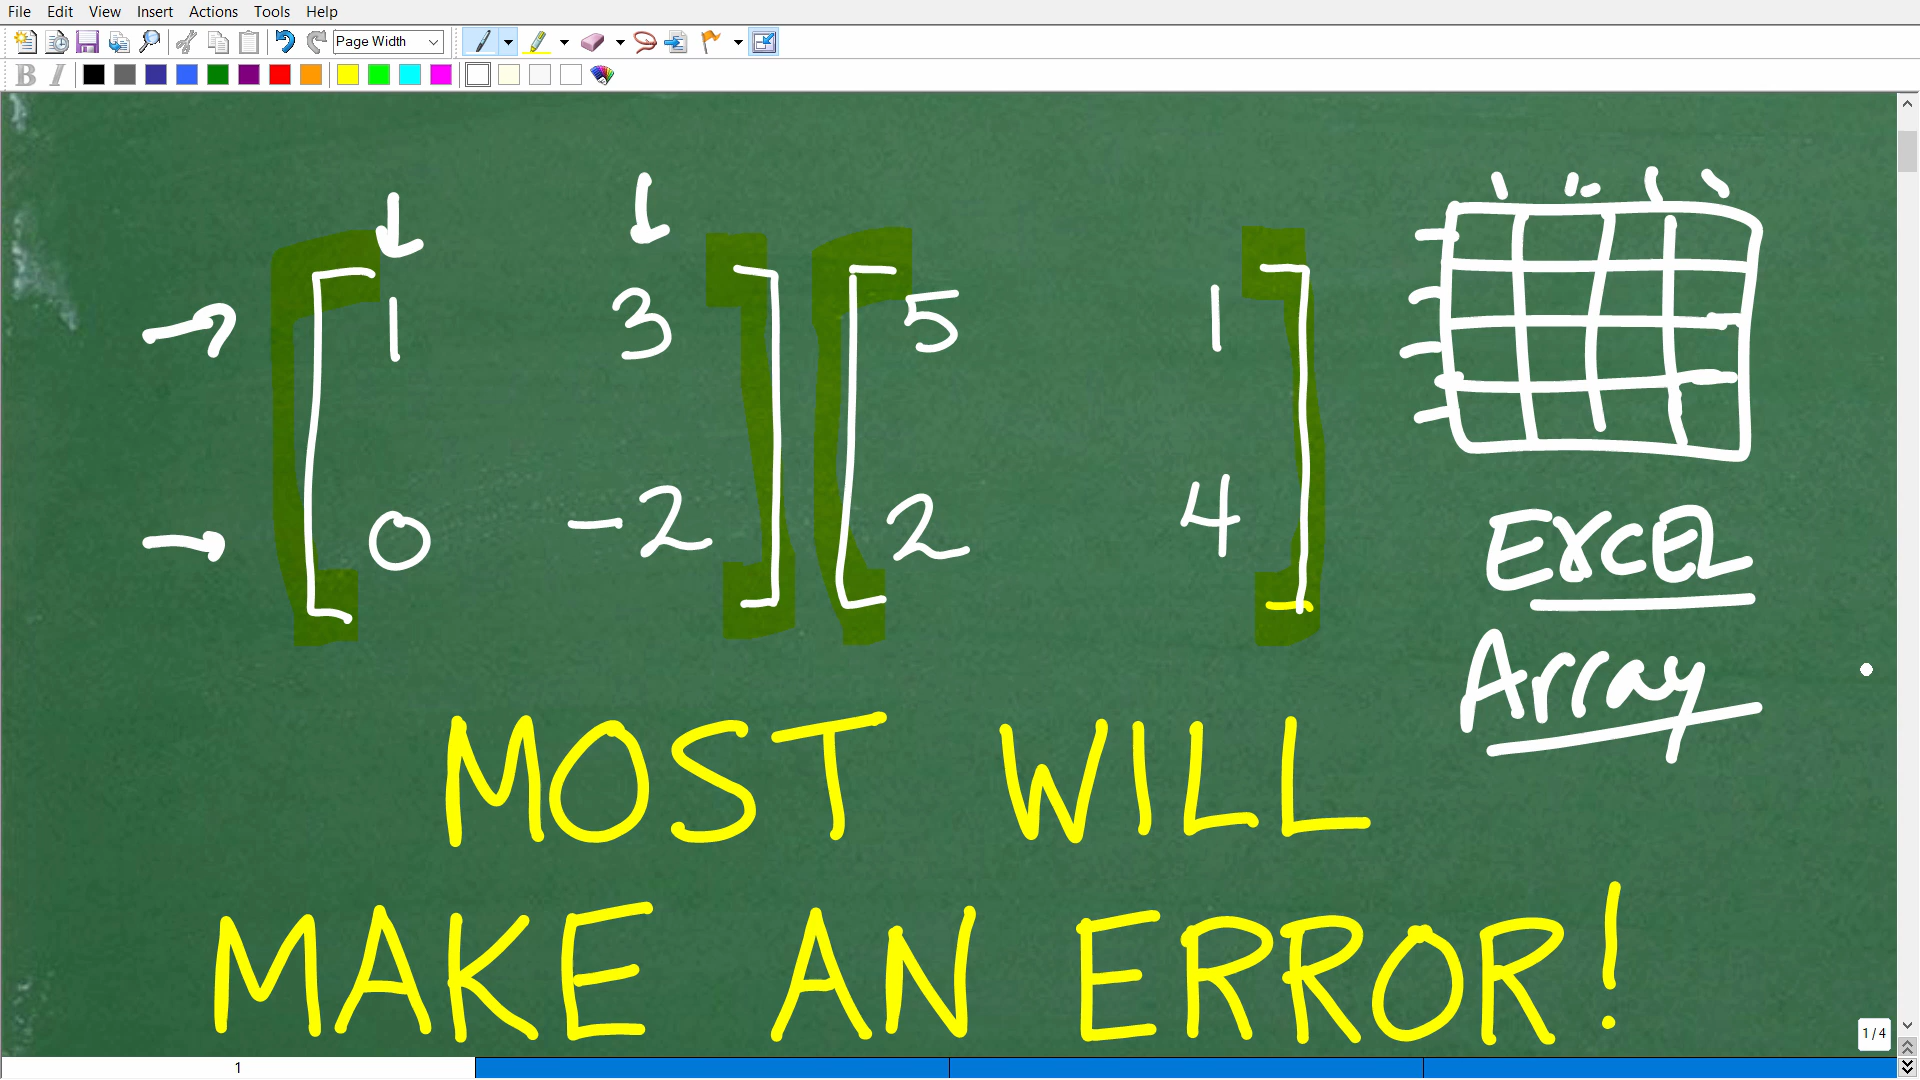 File Edit View Insert Actions Tools Help
Page Width
B I
1 3 5 1
0 -2 2 4
EXCEL
Array
MOST WILL
MAKE AN ERROR!
1 / 4
1